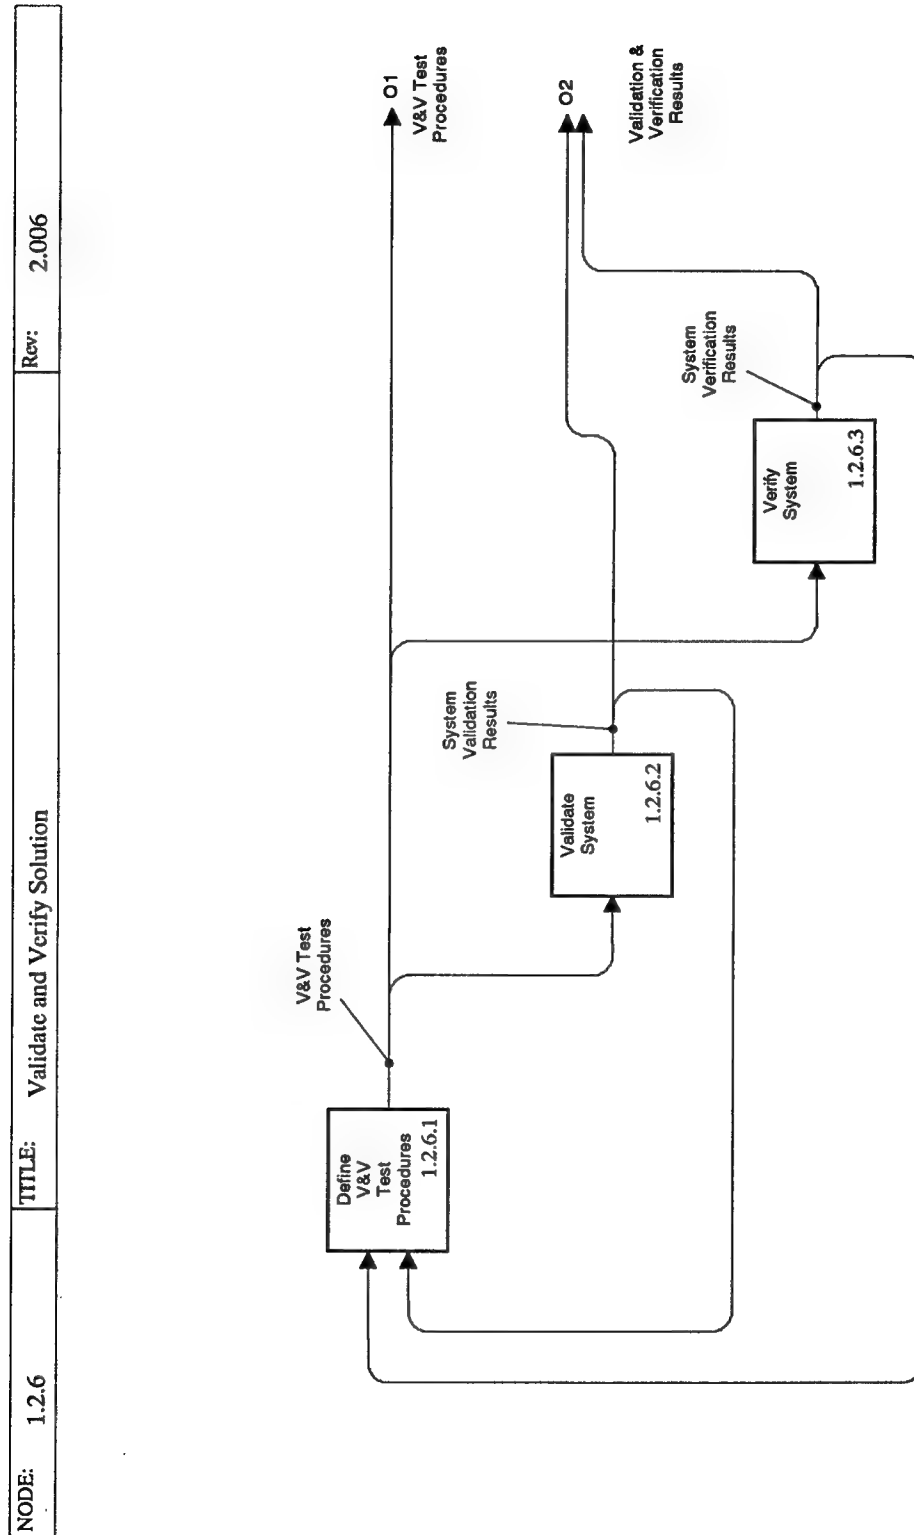 NODE: 1.2.6
TITLE: Validate and Verify Solution
Rev: 2.006
Define
V&V
Test
Procedures
1.2.6.1
V&V Test
Procedures
O1
V&V Test
Procedures
Validate
System
1.2.6.2
System
Validation
Results
O2
Validation &
Verification
Results
Verify
System
1.2.6.3
System
Verification
Results